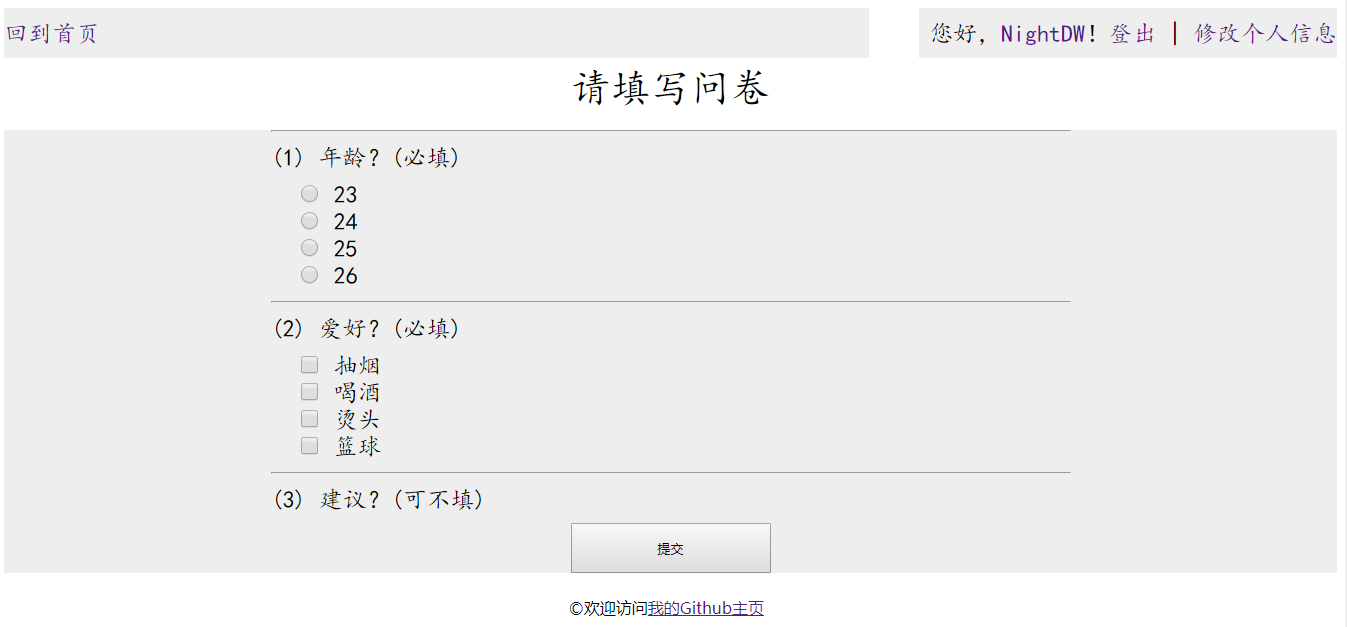 回到首页
您好，NightDW！登出 | 修改个人信息
请填写问卷
(1) 年龄？(必填)
23
24
25
26
(2) 爱好？(必填)
抽烟
喝酒
烫头
篮球
(3) 建议？(可不填)
提交
©欢迎访问我的Github主页